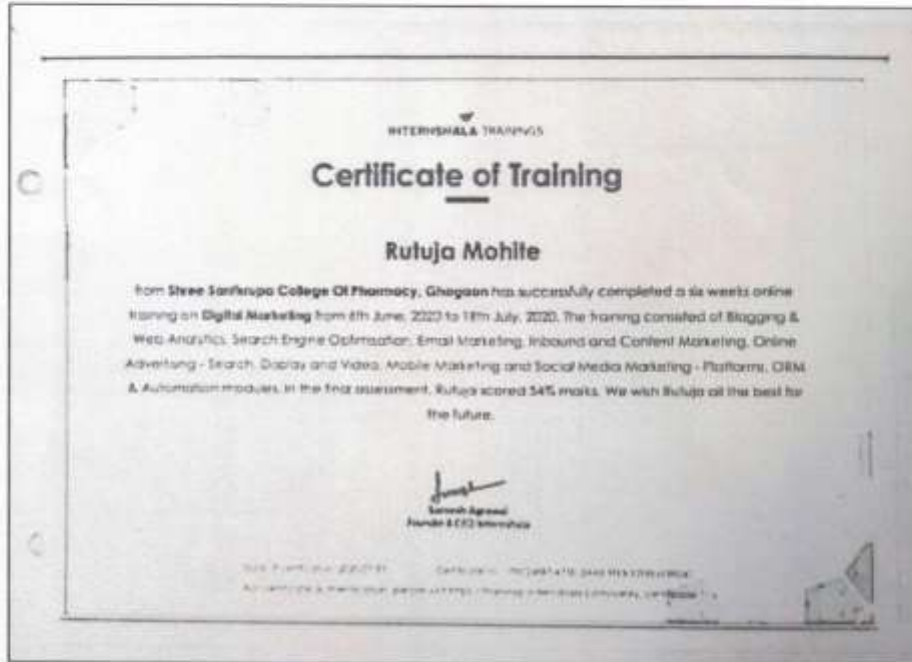 INTERNSHALA TRAININGS
Certificate of Training
Rutuja Mohite
from Shree Santkrupa College Of Pharmacy, Ghogaon has successfully completed a six weeks online
training on Digital Marketing from 6th June, 2020 to 18th July, 2020. The training consisted of Blogging &
Web Analytics, Search Engine Optimization, Email Marketing, Inbound and Content Marketing, Online
Advertising - Search, Display and Video, Mobile Marketing and Social Media Marketing - Platforms, ORM
& Automation modules. In the final assessment, Rutuja scored 54% marks. We wish Rutuja all the best for
the future.
Sarvesh Agrawal
Founder & CEO Internshala